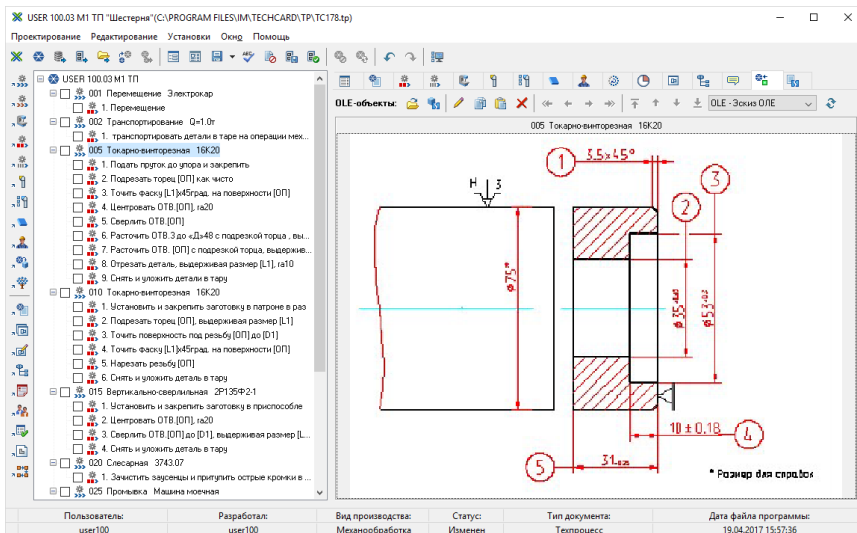 USER 100.03 М1 ТП "Шестерня"(C:\PROGRAM FILES\IM\TECHCARD\TP\TC178.tp)
Проектирование Редактирование Установки Окно Помощь
USER 100.03 М1 ТП
001 Перемещение Электрокар
1. Перемещение
002 Транспортирование Q=1.0т
1. транспортировать детали в таре на операции мех...
005 Токарно-винторезная 16К20
1. Подать пруток до упора и закрепить
2. Подрезать торец [ОП] как чисто
3. Точить фаску [L1]x45град. на поверхности [ОП]
4. Центровать ОТВ.[ОП], ra20
5. Сверлить ОТВ.[ОП]
6. Расточить ОТВ.3 до «Д»48 с подрезкой торца , вы...
7. Расточить ОТВ. [ОП] с подрезкой торца, выдержив...
8. Отрезать деталь, выдерживая размер [L1], ra10
9. Снять и уложить детали в тару
010 Токарно-винторезная 16К20
1. Установить и закрепить заготовку в патроне в раз
2. Подрезать торец [ОП], выдерживая размер [L1]
3. Точить поверхность под резьбу [ОП] до [D1]
4. Точить фаску [L1]x45град. на поверхности [ОП]
5. Нарезать резьбу [ОП]
6. Снять и уложить деталь в тару
015 Вертикально-сверлильная 2Р135Ф2-1
1. Установить и закрепить заготовку в приспособле
2. Центровать ОТВ.[ОП], ra20
3. Сверлить ОТВ.[ОП] до [D1], выдерживая размер [L...
4. Снять и уложить деталь в тару
020 Слесарная 3743.07
1. Зачистить заусенцы и притупить острые кромки в ...
025 Промывка Машина моечная
OLE-объекты:
OLE - Эскиз ОЛЕ
005 Токарно-винторезная 16К20
1
3.5x45°
H 3
3
2
ø75*
ø35
ø53
10±0.18
4
5
31
* Размер для справок
Пользователь: Разработал: Вид производства: Статус: Тип документа: Дата файла программы:
user100 user100 Механообработка Изменен Техпроцесс 19.04.2017 15:57:36